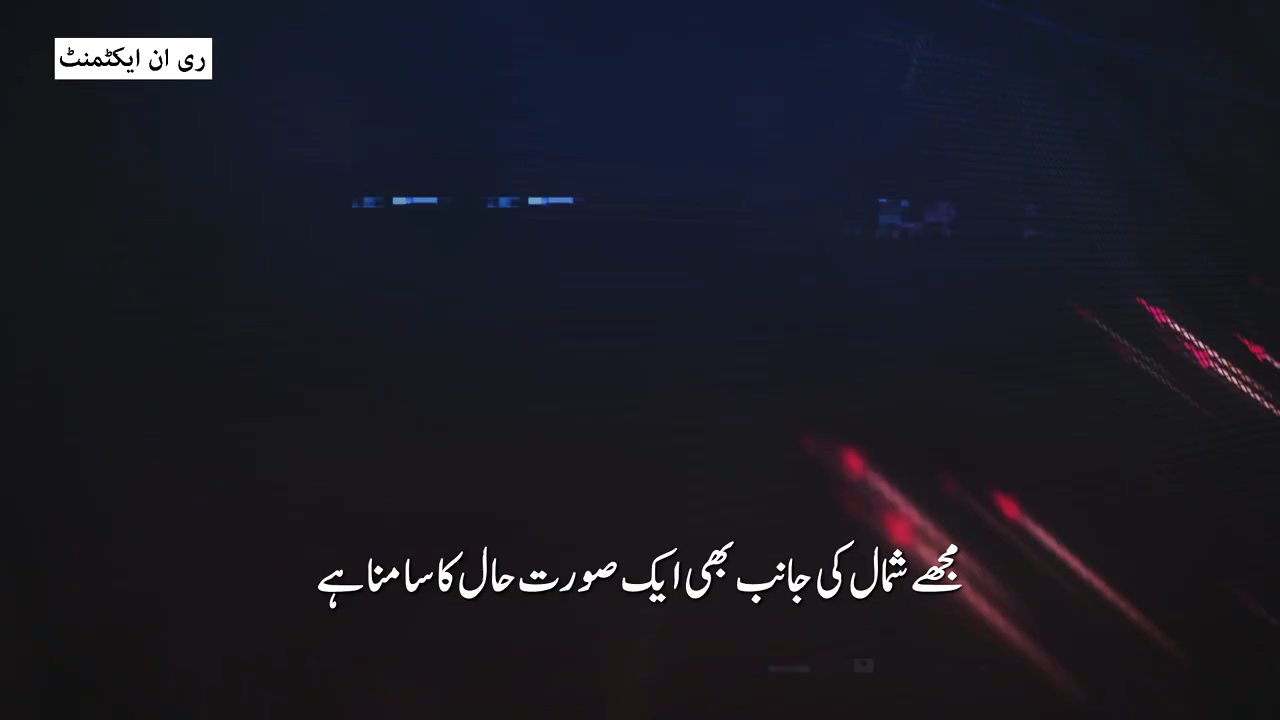 ری ان ایکٹمنٹ
مجھے شمال کی جانب بھی ایک صورت حال کا سامنا ہے